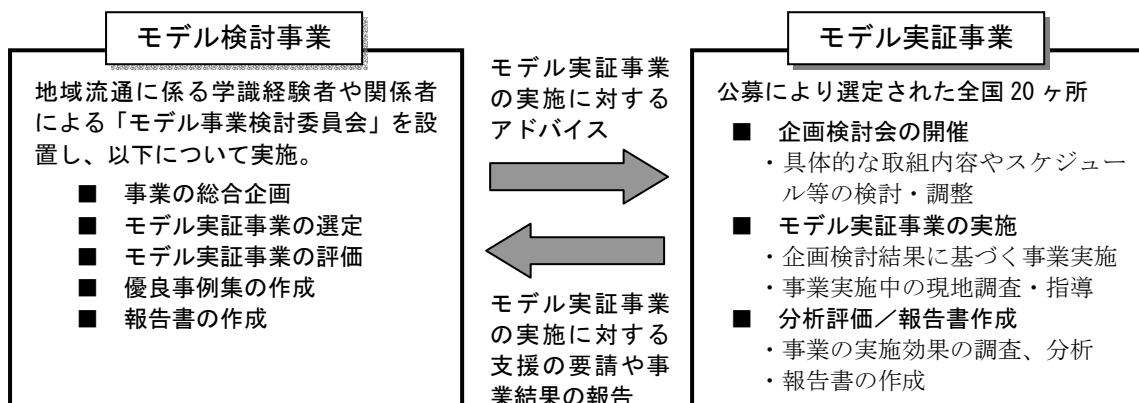 モデル検討事業
地域流通に係る学識経験者や関係者
による「モデル事業検討委員会」を設
置し、以下について実施。
■ 事業の総合企画
■ モデル実証事業の選定
■ モデル実証事業の評価
■ 優良事例集の作成
■ 報告書の作成
モデル実証事業
の実施に対する
アドバイス
モデル実証事業
の実施に対する
支援の要請や事
業結果の報告
モデル実証事業
公募により選定された全国 20 ヶ所
■ 企画検討会の開催
・具体的な取組内容やスケジュー
ル等の検討・調整
■ モデル実証事業の実施
・企画検討結果に基づく事業実施
・事業実施中の現地調査・指導
■ 分析評価／報告書作成
・事業の実施効果の調査、分析
・報告書の作成